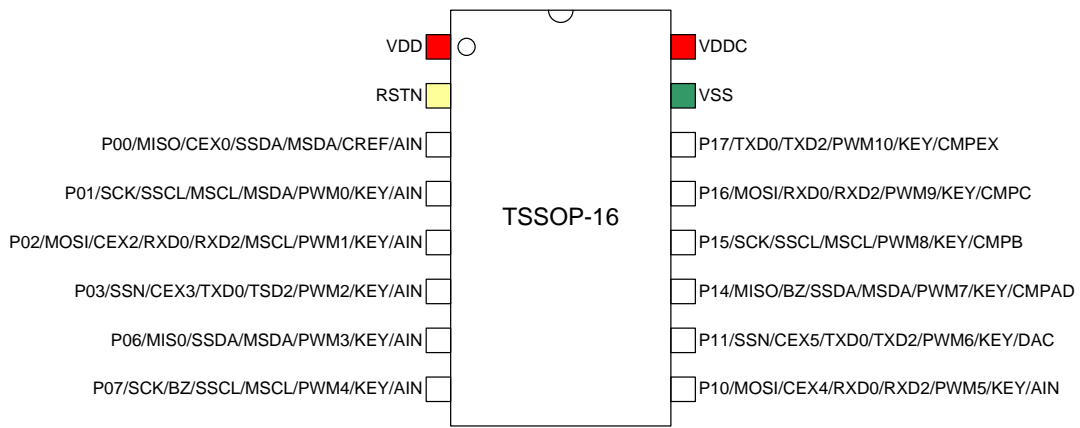 VDD
VDDC
RSTN
VSS
P00/MISO/CEX0/SSDA/MSDA/CREF/AIN
P17/TXD0/TXD2/PWM10/KEY/CMPEX
P01/SCK/SSCL/MSCL/MSDA/PWM0/KEY/AIN
P16/MOSI/RXD0/RXD2/PWM9/KEY/CMPC
TSSOP-16
P02/MOSI/CEX2/RXD0/RXD2/MSCL/PWM1/KEY/AIN
P15/SCK/SSCL/MSCL/PWM8/KEY/CMPB
P03/SSN/CEX3/TXD0/TSD2/PWM2/KEY/AIN
P14/MISO/BZ/SSDA/MSDA/PWM7/KEY/CMPAD
P06/MIS0/SSDA/MSDA/PWM3/KEY/AIN
P11/SSN/CEX5/TXD0/TXD2/PWM6/KEY/DAC
P07/SCK/BZ/SSCL/MSCL/PWM4/KEY/AIN
P10/MOSI/CEX4/RXD0/RXD2/PWM5/KEY/AIN